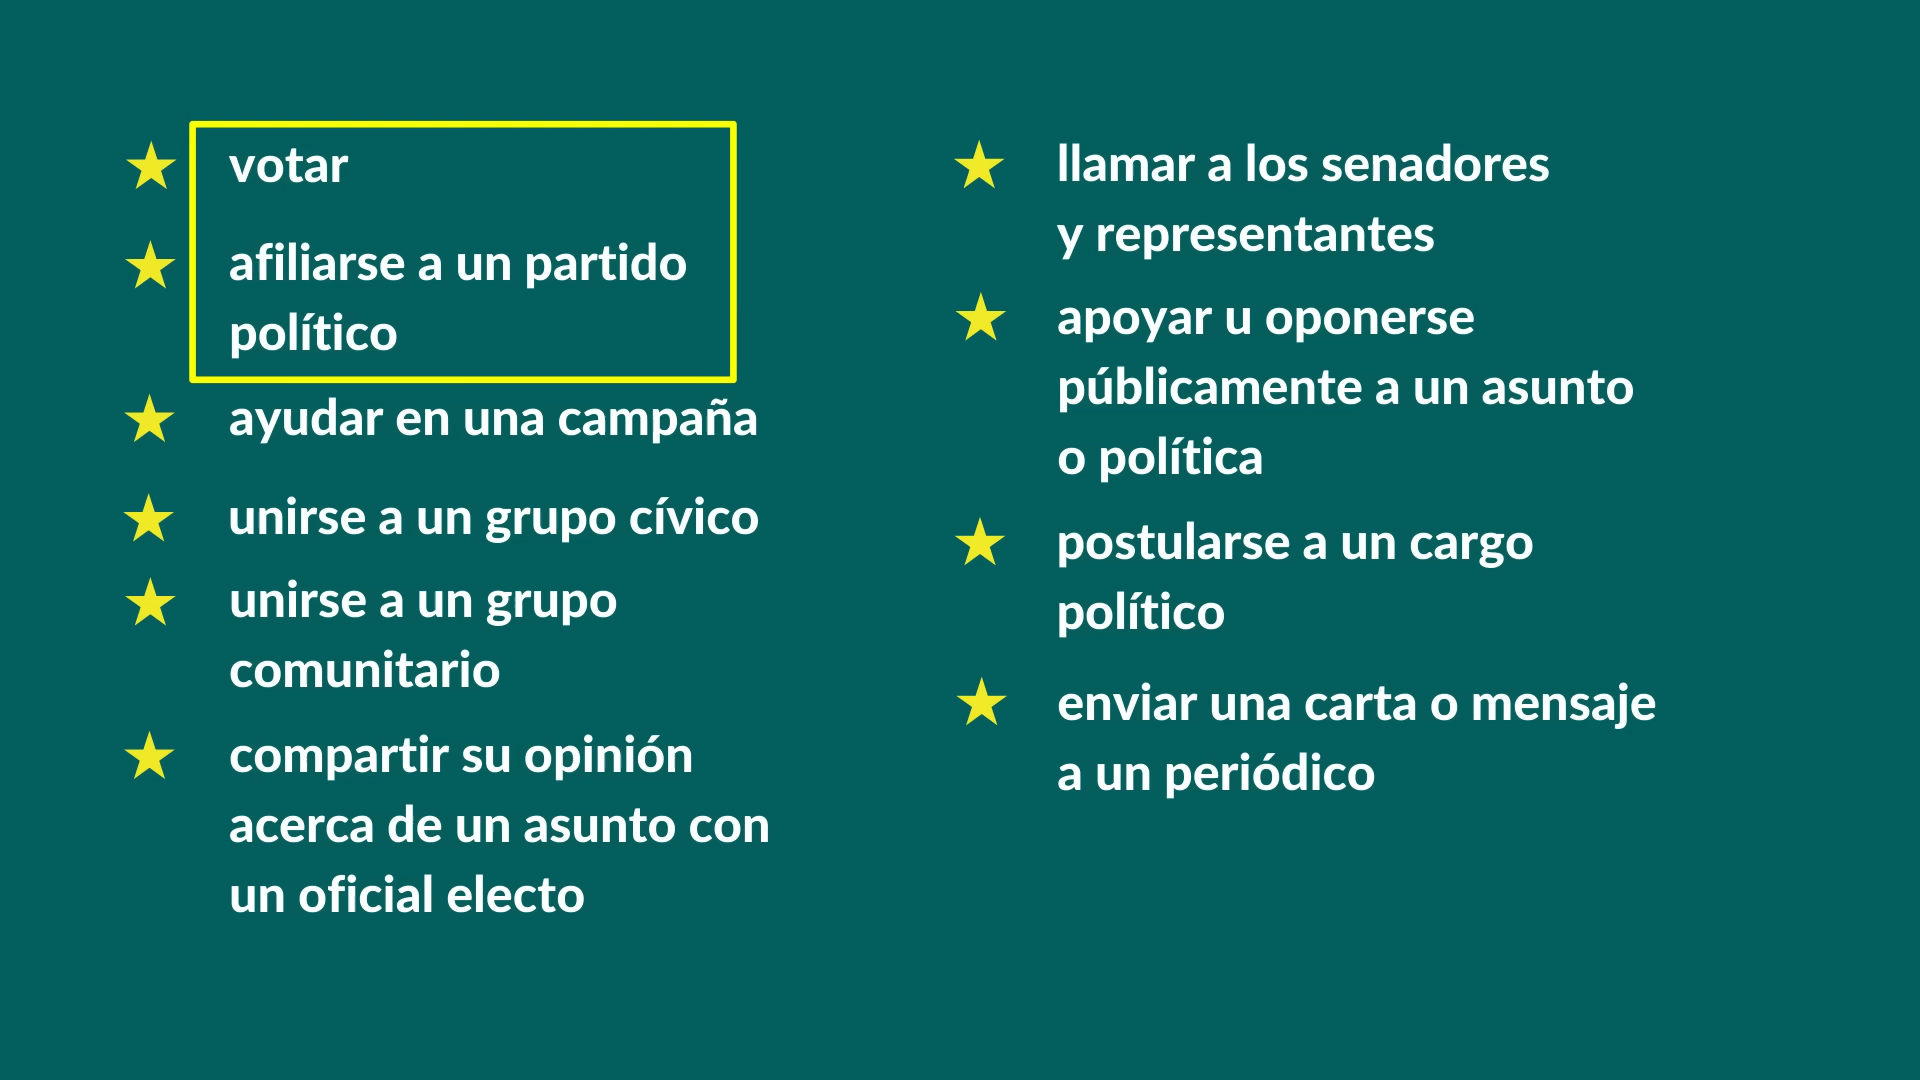 votar
afiliarse a un partido
político
ayudar en una campaña
unirse a un grupo cívico
unirse a un grupo
comunitario
compartir su opinión
acerca de un asunto con
un oficial electo
llamar a los senadores
y representantes
apoyar u oponerse
públicamente a un asunto
o política
postularse a un cargo
político
enviar una carta o mensaje
a un periódico